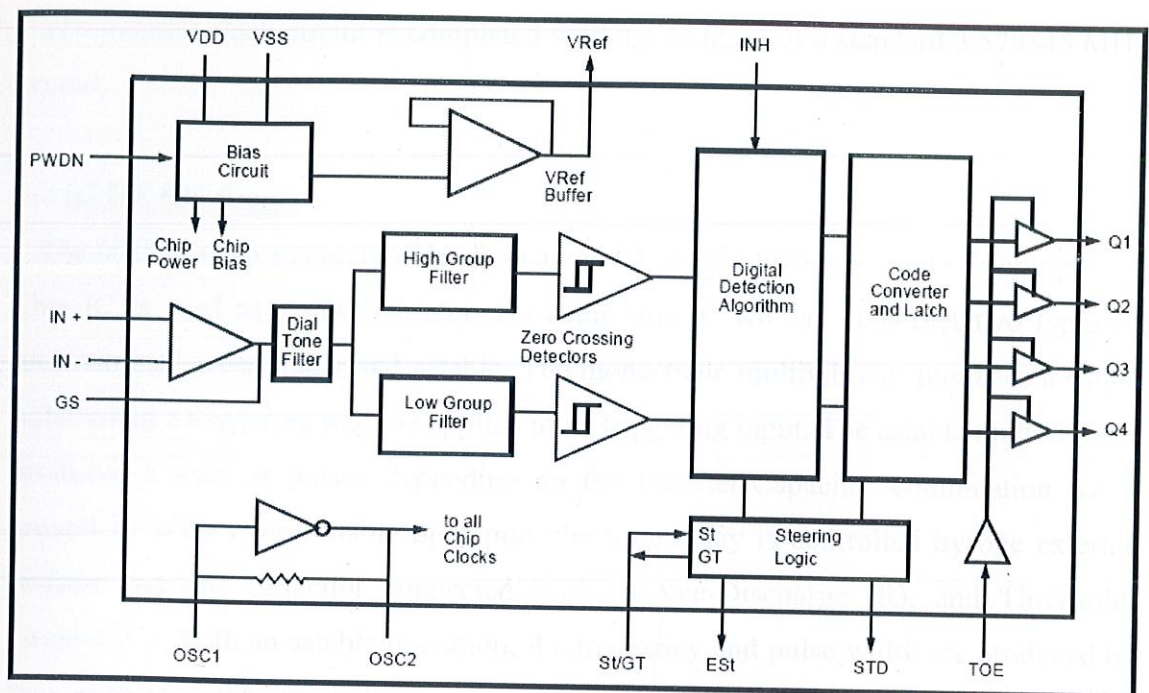 VDD
VSS
VRef
INH
PWDN
Bias
Circuit
VRef
Buffer
Chip
Power
Chip
Bias
High Group
Filter
Digital
Detection
Algorithm
Code
Converter
and Latch
Q1
Q2
Q3
Q4
IN +
IN -
GS
Dial
Tone
Filter
Zero Crossing
Detectors
Low Group
Filter
to all
Chip
Clocks
St
GT
Steering
Logic
OSC1
OSC2
St/GT
ESt
STD
TOE